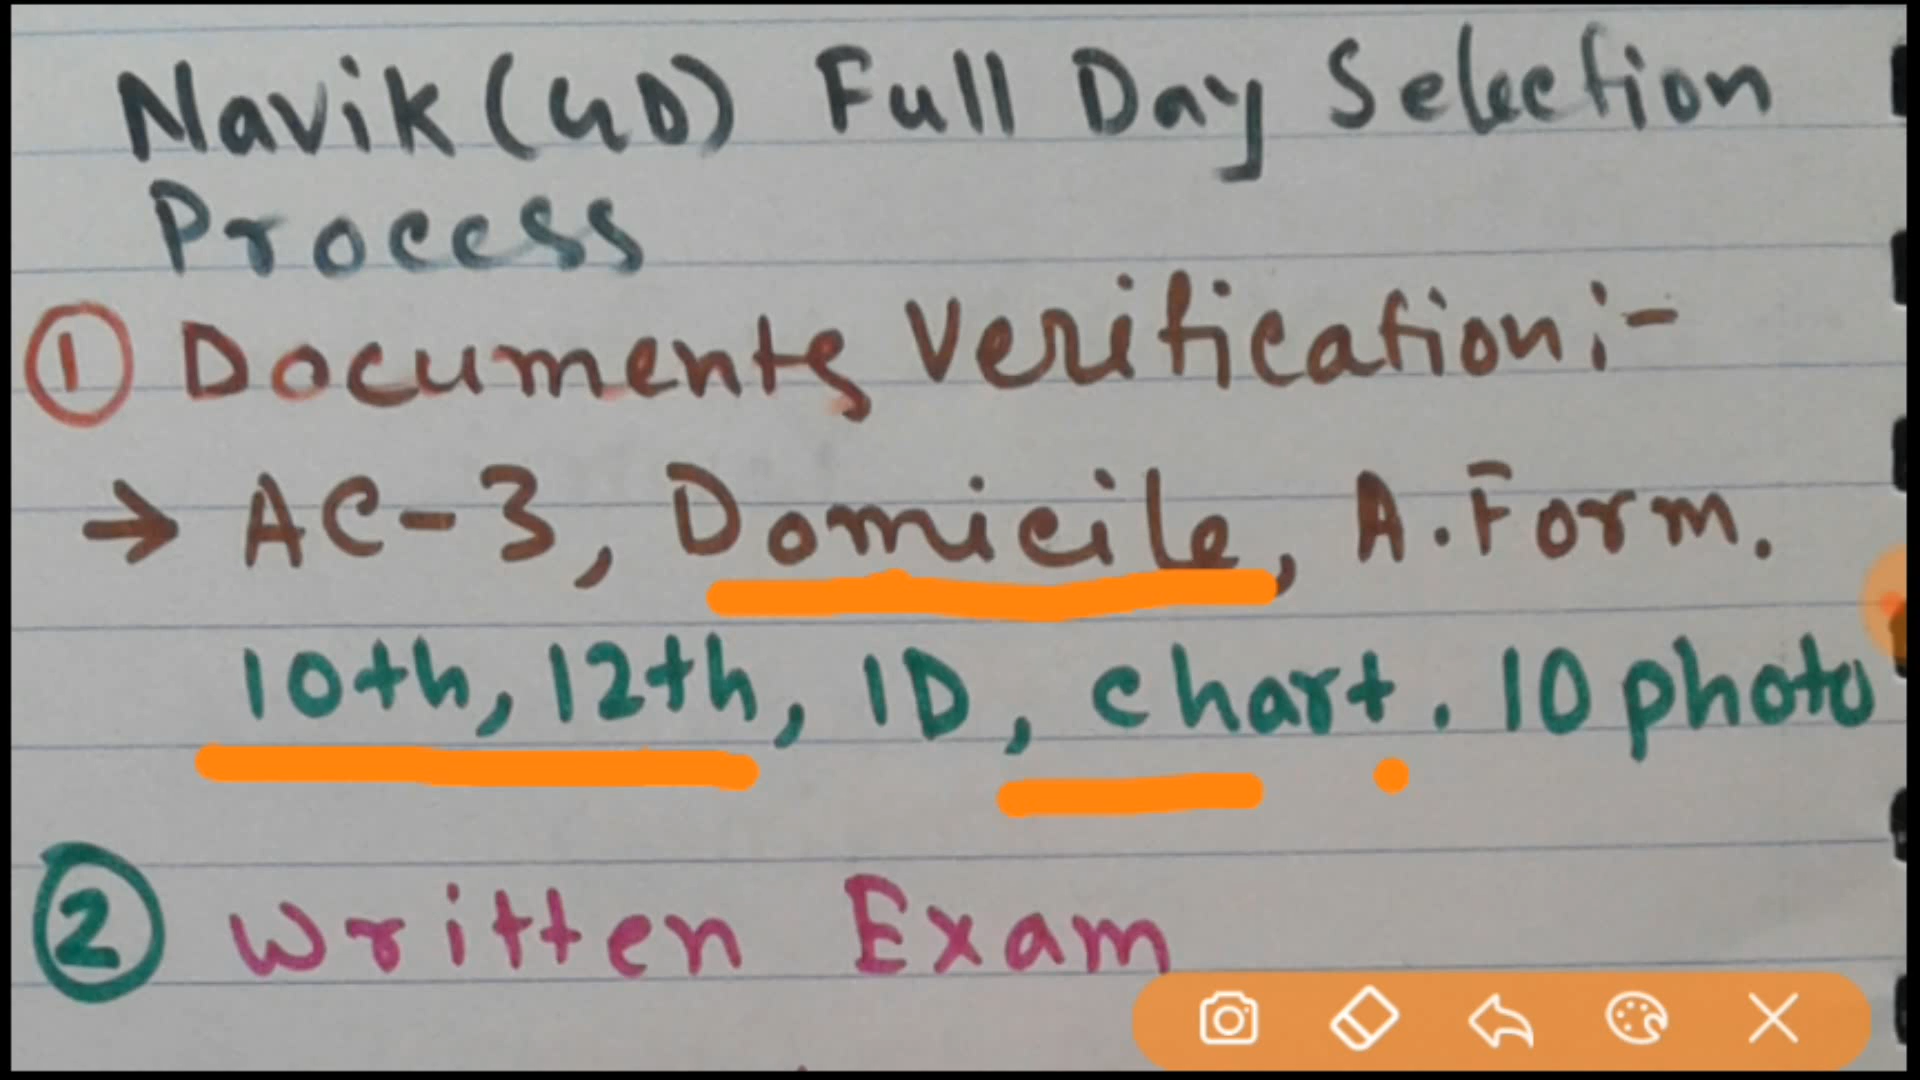 Navik (GD) Full Day Selection
Process
① Documents Verification :-
→ AC-3, Domicile, A.Form.
10th, 12th, ID, chart. 10 photo
② Written Exam